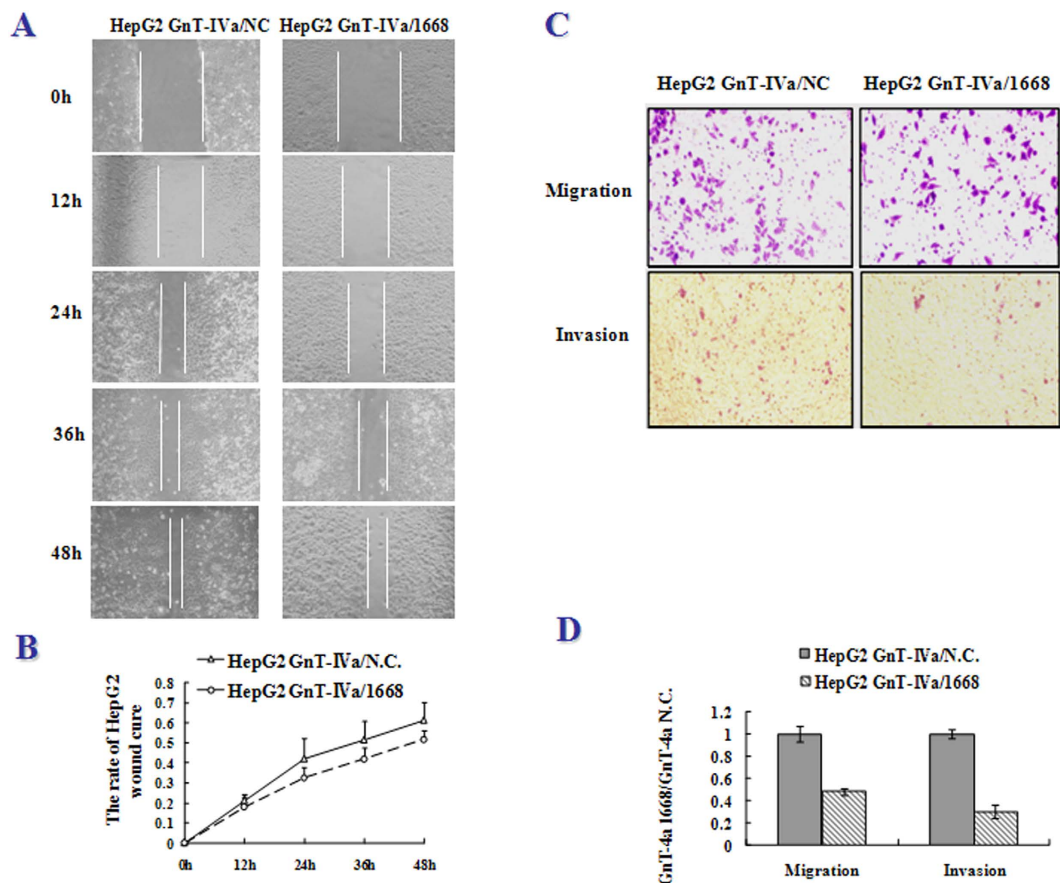 A
HepG2 GnT-IVa/NC HepG2 GnT-IVa/1668
0h
12h
24h
36h
48h
B
HepG2 GnT-IVa/N.C.
HepG2 GnT-IVa/1668
The rate of HepG2
wound cure
0.8
0.7
0.6
0.5
0.4
0.3
0.2
0.1
0
0h 12h 24h 36h 48h
C
HepG2 GnT-IVa/NC HepG2 GnT-IVa/1668
Migration
Invasion
D
HepG2 GnT-IVa/N.C.
HepG2 GnT-IVa/1668
GnT-4a 1668/GnT-4a N.C.
1.2
1
0.8
0.6
0.4
0.2
0
Migration Invasion